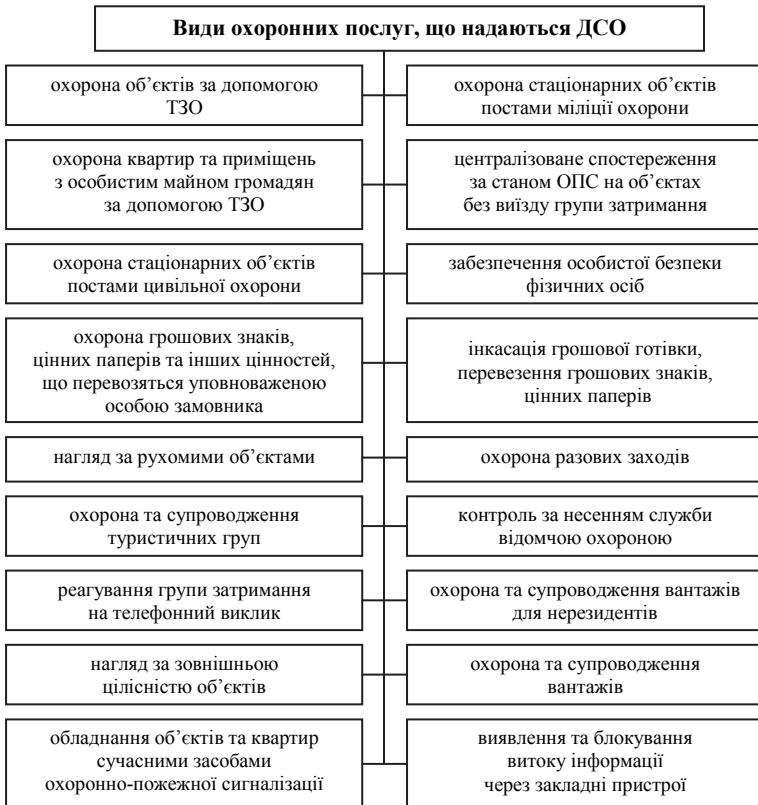 Види охоронних послуг, що надаються ДСО
охорона об’єктів за допомогою
ТЗО
охорона стаціонарних об’єктів
постами міліції охорони
охорона квартир та приміщень
з особистим майном громадян
за допомогою ТЗО
централізоване спостереження
за станом ОПС на об’єктах
без виїзду групи затримання
охорона стаціонарних об’єктів
постами цивільної охорони
забезпечення особистої безпеки
фізичних осіб
охорона грошових знаків,
цінних паперів та інших цінностей,
що перевозяться уповноваженою
особою замовника
інкасація грошової готівки,
перевезення грошових знаків,
цінних паперів
нагляд за рухомими об’єктами
охорона разових заходів
охорона та супроводження
туристичних груп
контроль за несенням служби
відомчою охороною
реагування групи затримання
на телефонний виклик
охорона та супроводження вантажів
для нерезидентів
нагляд за зовнішньою
цілісністю об’єктів
охорона та супроводження
вантажів
обладнання об’єктів та квартир
сучасними засобами
охоронно-пожежної сигналізації
виявлення та блокування
витоку інформації
через закладні пристрої